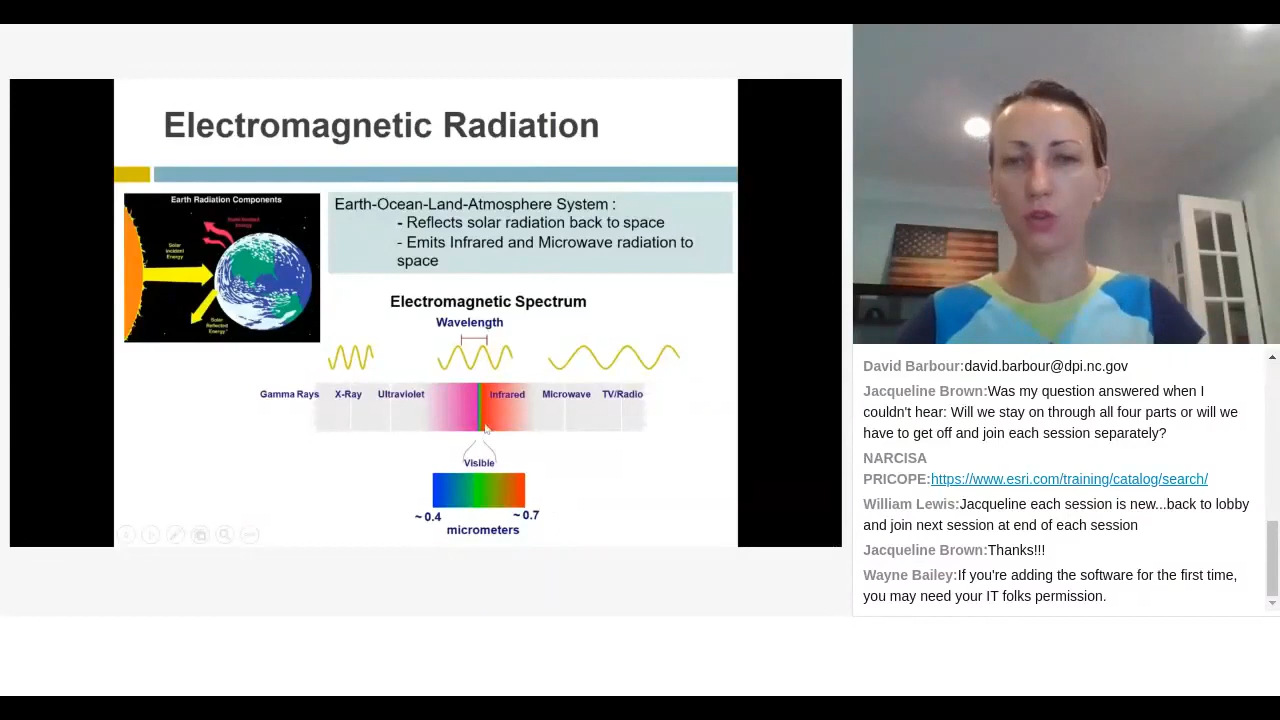 Electromagnetic Radiation
Earth Radiation Components
Solar
Incident
Energy
Solar
Reflected
Energy
Earth-Ocean-Land-Atmosphere System :
- Reflects solar radiation back to space
- Emits Infrared and Microwave radiation to
space
Electromagnetic Spectrum
Wavelength
Gamma Rays X-Ray Ultraviolet Infrared Microwave TV/Radio
Visible
~ 0.4 ~ 0.7
micrometers
David Barbour:david.barbour@dpi.nc.gov
Jacqueline Brown:Was my question answered when I
couldn't hear: Will we stay on through all four parts or will we
have to get off and join each session separately?
NARCISA
PRICOPE:https://www.esri.com/training/catalog/search/
William Lewis:Jacqueline each session is new...back to lobby
and join next session at end of each session
Jacqueline Brown:Thanks!!!
Wayne Bailey:If you're adding the software for the first time,
you may need your IT folks permission.